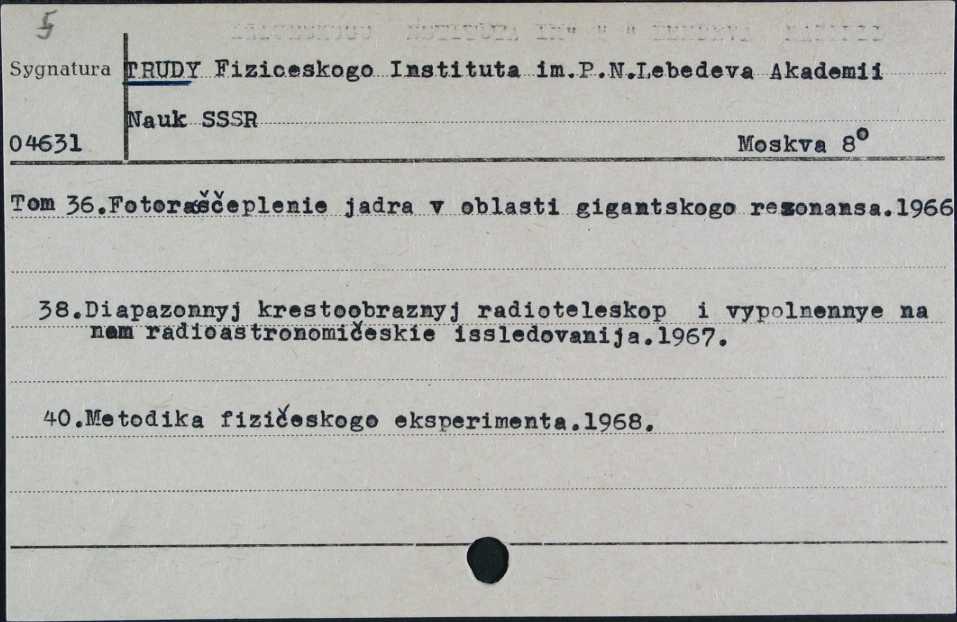 5
Sygnatura TRUDY Fiziceskogo Instituta im.P.N.Lebedeva Akademii
Nauk SSSR
04631 Moskva 8°
Tom 36.Fotorasščeplenie jadra v oblasti gigantskogo rezonansa.1966
38.Diapazonnyj krestoobraznyj radioteleskop i vypolnennye na
nem radioastronomičeskie issledovanija.1967.
40.Metodika fizičeskogo eksperimenta.1968.